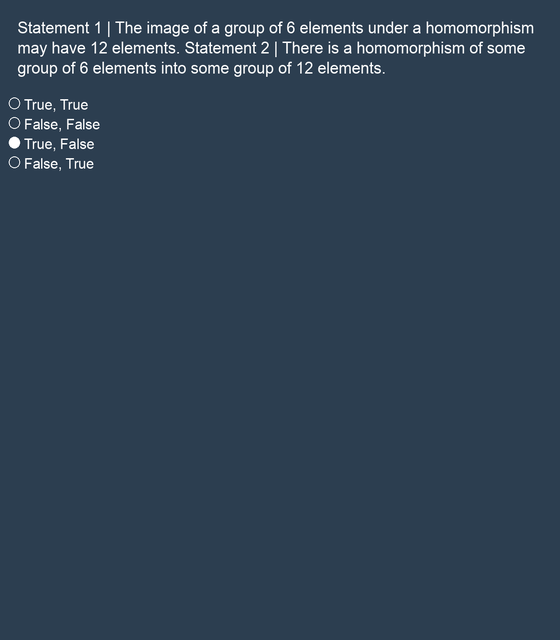 Statement 1 | The image of a group of 6 elements under a homomorphism
may have 12 elements. Statement 2 | There is a homomorphism of some
group of 6 elements into some group of 12 elements.
True, True
False, False
True, False
False, True